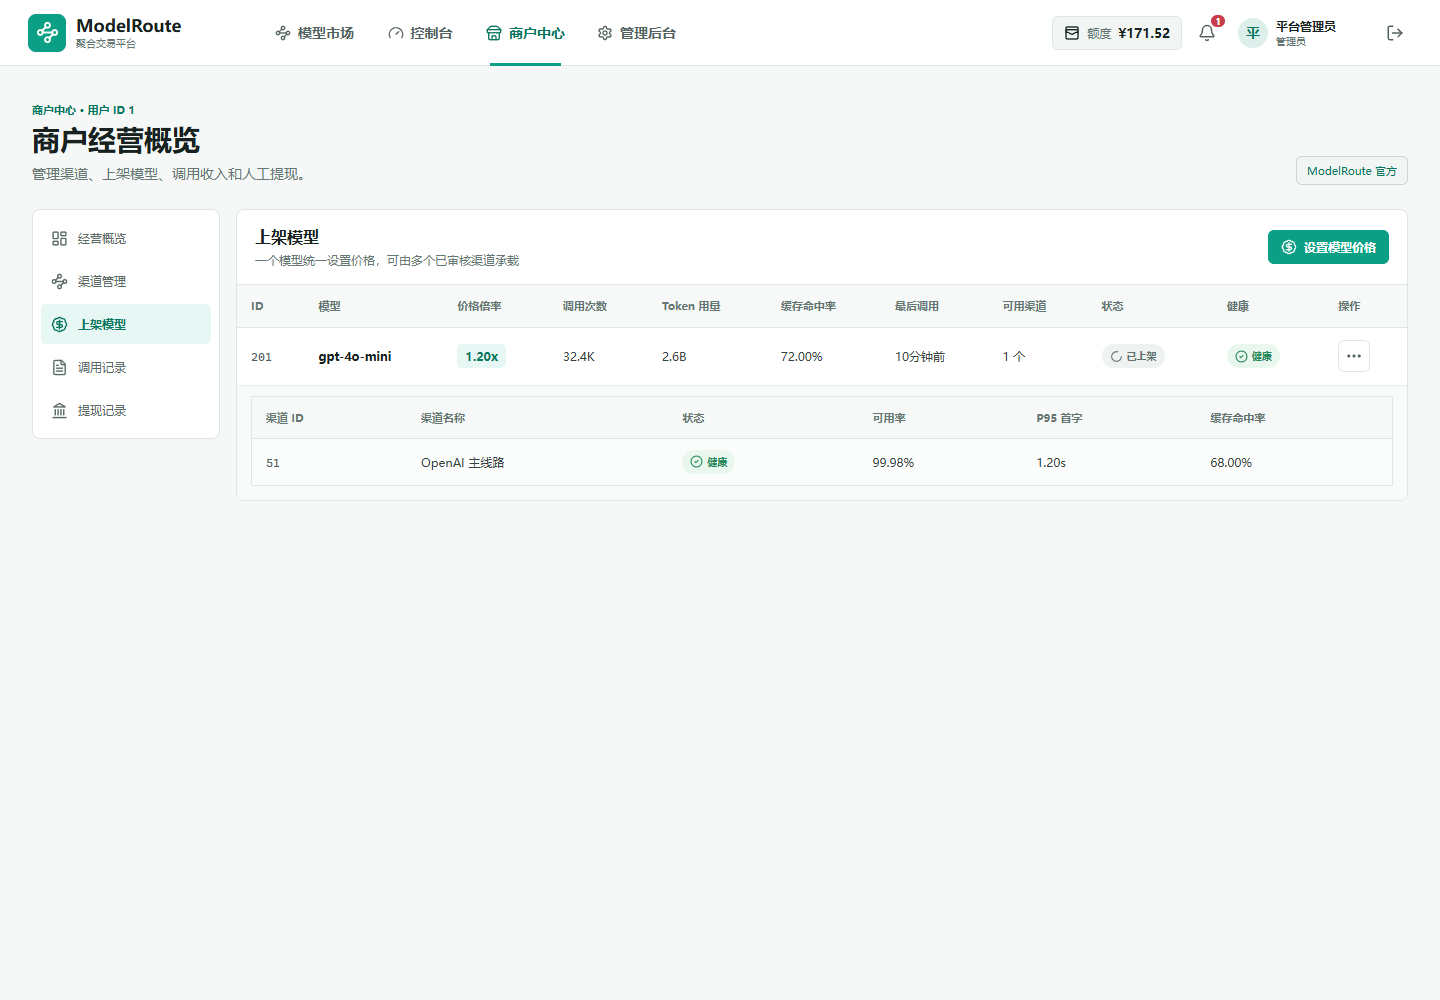 ModelRoute
聚合交易平台
模型市场
控制台
商户中心
管理后台
额度 ¥171.52
1
平
平台管理员
管理员
商户中心 • 用户 ID 1
商户经营概览
管理渠道、上架模型、调用收入和人工提现。
ModelRoute 官方
经营概览
渠道管理
上架模型
调用记录
提现记录
上架模型
一个模型统一设置价格，可由多个已审核渠道承载
设置模型价格
ID 模型 价格倍率 调用次数 Token 用量 缓存命中率 最后调用 可用渠道 状态 健康 操作
201 gpt-4o-mini 1.20x 32.4K 2.6B 72.00% 10分钟前 1 个 已上架 健康
渠道 ID 渠道名称 状态 可用率 P95 首字 缓存命中率
51 OpenAI 主线路 健康 99.98% 1.20s 68.00%